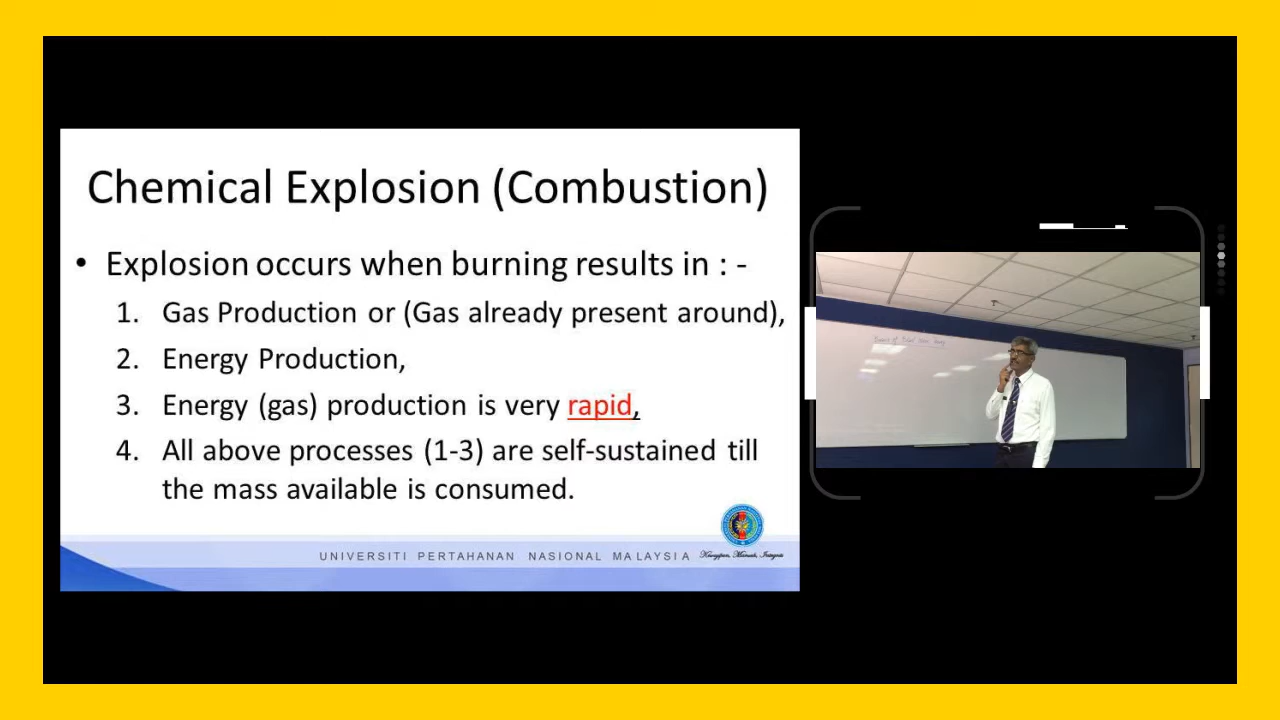 Chemical Explosion (Combustion)
• Explosion occurs when burning results in : -
1. Gas Production or (Gas already present around),
2. Energy Production,
3. Energy (gas) production is very rapid,
4. All above processes (1-3) are self-sustained till
the mass available is consumed.
UNIVERSITI PERTAHANAN NASIONAL MALAYSIA